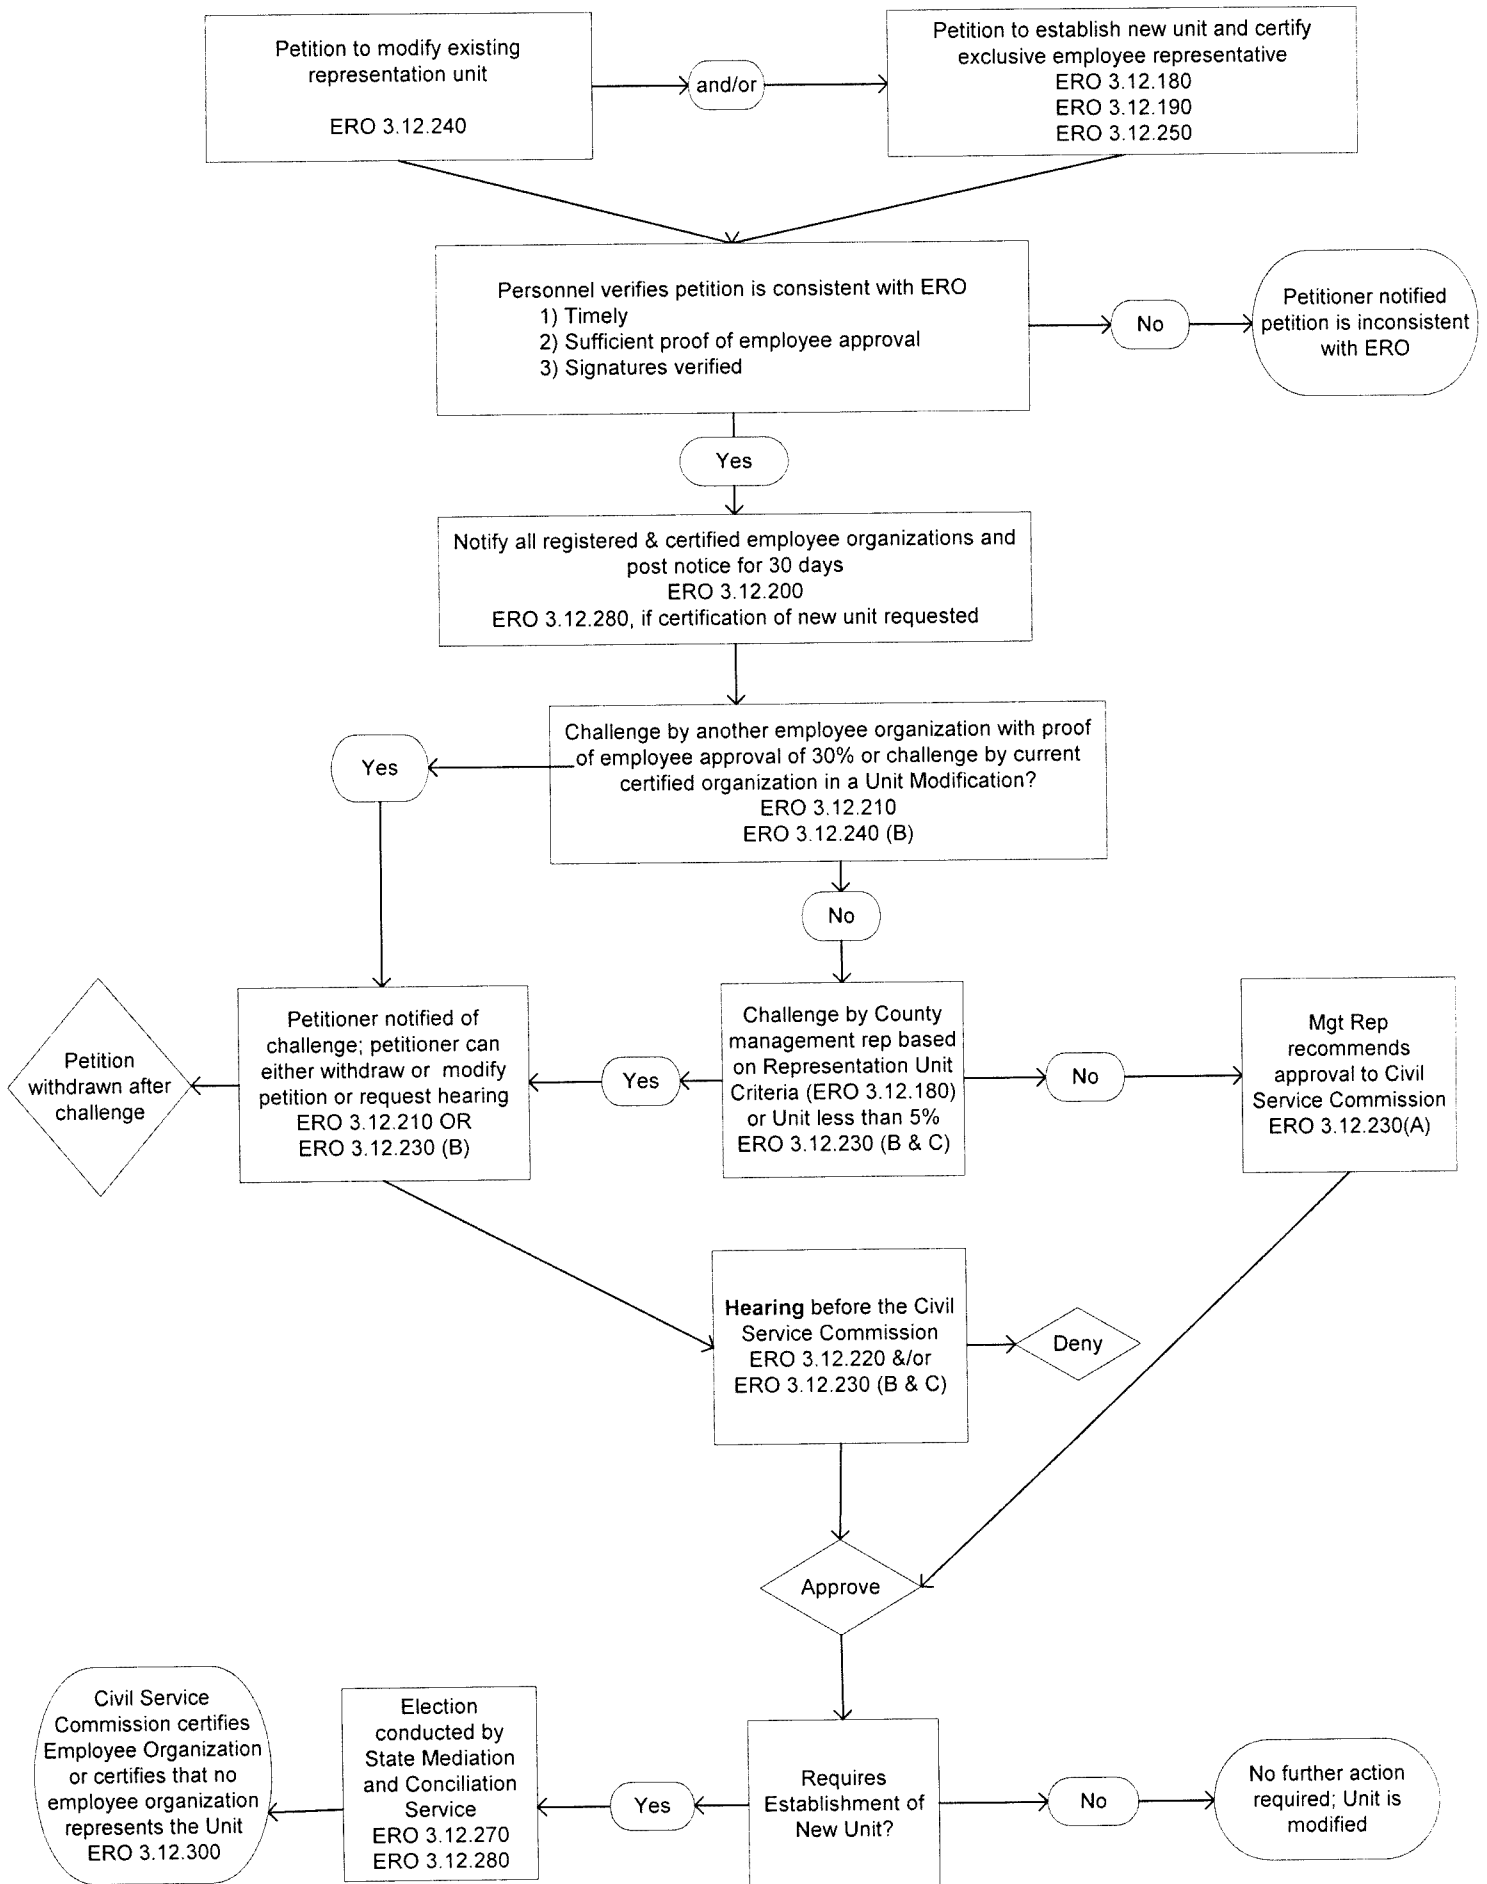 Petition to modify existing
representation unit
ERO 3.12.240
and/or
Petition to establish new unit and certify
exclusive employee representative
ERO 3.12.180
ERO 3.12.190
ERO 3.12.250
Personnel verifies petition is consistent with ERO
1) Timely
2) Sufficient proof of employee approval
3) Signatures verified
No
Petitioner notified
petition is inconsistent
with ERO
Yes
Notify all registered & certified employee organizations and
post notice for 30 days
ERO 3.12.200
ERO 3.12.280, if certification of new unit requested
Challenge by another employee organization with proof
of employee approval of 30% or challenge by current
certified organization in a Unit Modification?
ERO 3.12.210
ERO 3.12.240 (B)
Yes
No
Petition
withdrawn after
challenge
Petitioner notified of
challenge; petitioner can
either withdraw or modify
petition or request hearing
ERO 3.12.210 OR
ERO 3.12.230 (B)
Yes
Challenge by County
management rep based
on Representation Unit
Criteria (ERO 3.12.180)
or Unit less than 5%
ERO 3.12.230 (B & C)
No
Mgt Rep
recommends
approval to Civil
Service Commission
ERO 3.12.230(A)
Hearing before the Civil
Service Commission
ERO 3.12.220 &/or
ERO 3.12.230 (B & C)
Deny
Approve
Civil Service
Commission certifies
Employee Organization
or certifies that no
employee organization
represents the Unit
ERO 3.12.300
Election
conducted by
State Mediation
and Conciliation
Service
ERO 3.12.270
ERO 3.12.280
Yes
Requires
Establishment of
New Unit?
No
No further action
required; Unit is
modified